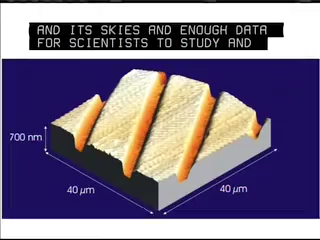 AND ITS SKIES AND ENOUGH DATA
FOR SCIENTISTS TO STUDY AND
700 nm
40 µm
40 µm